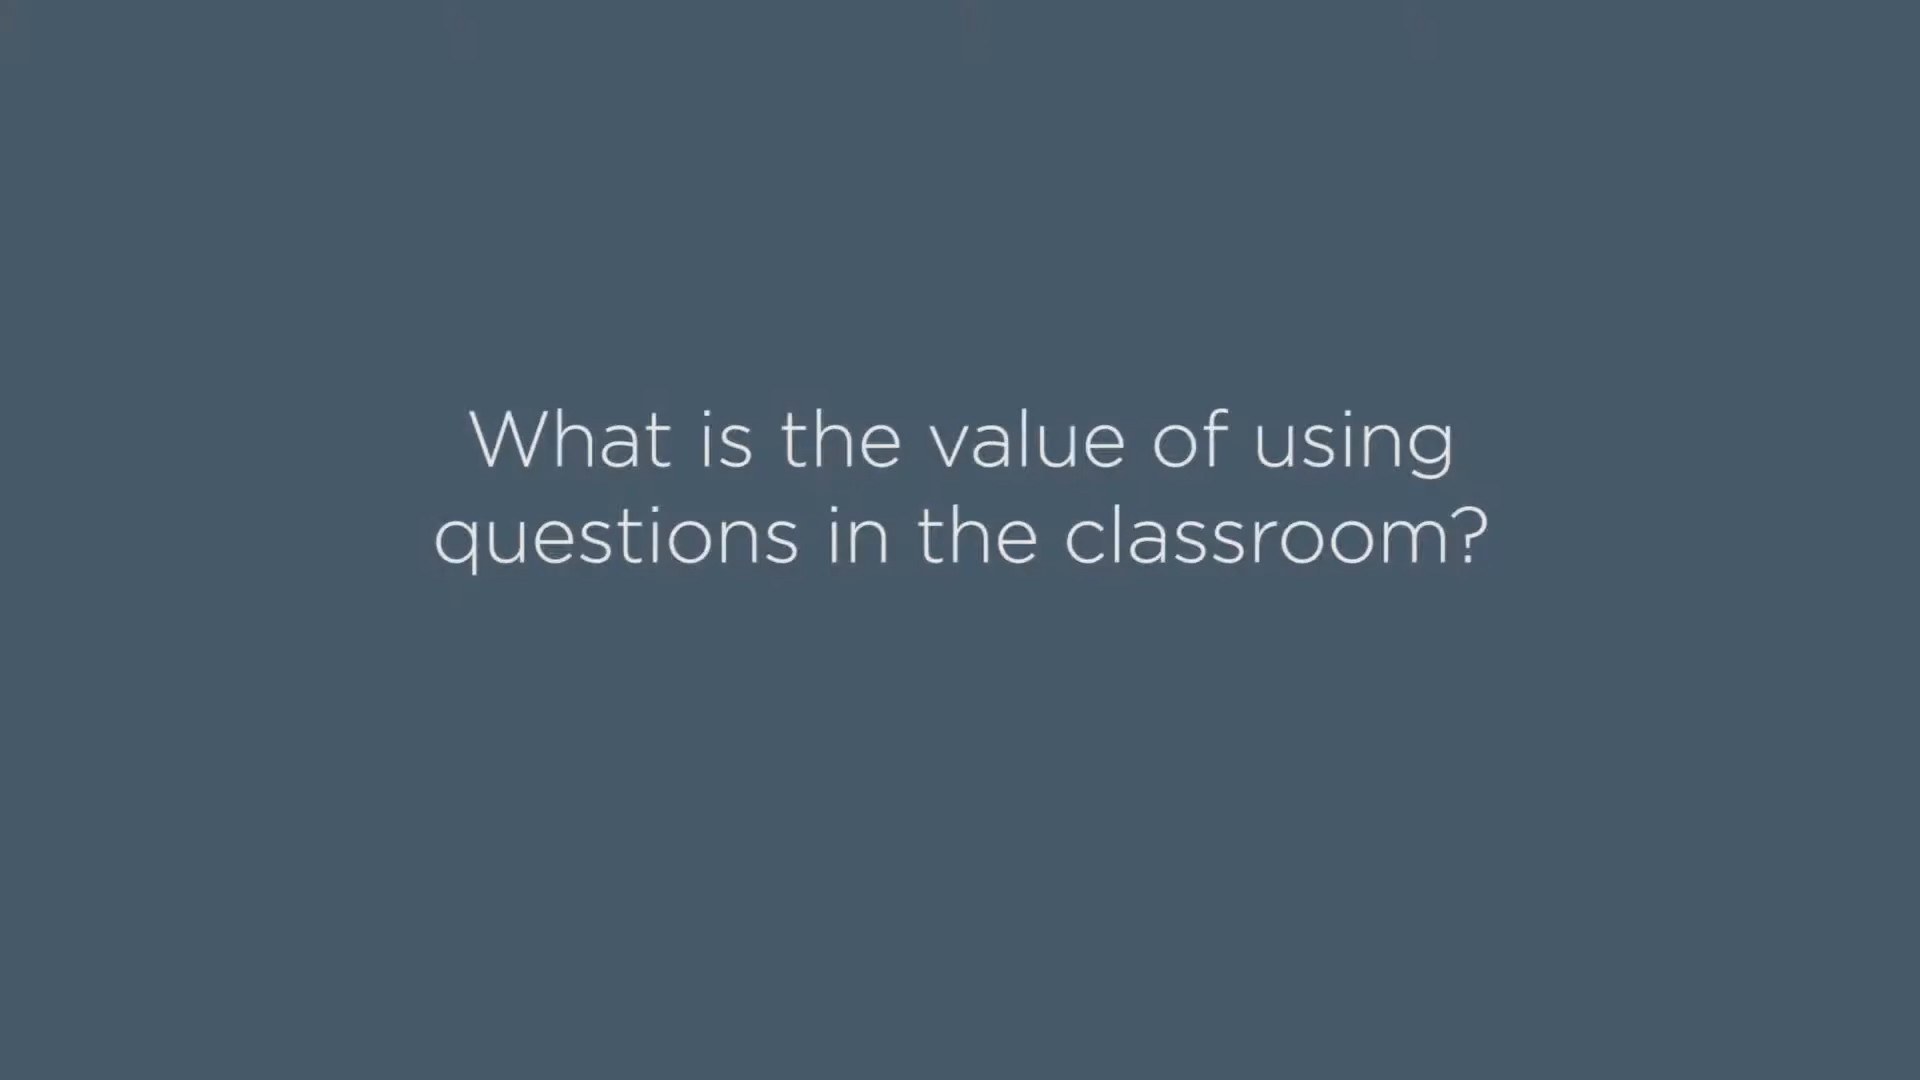 What is the value of using
questions in the classroom?